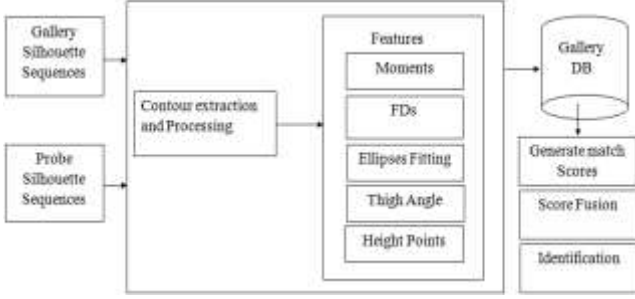 Gallery
Silhouette
Sequences
Probe
Silhouette
Sequences
Contour extraction
and Processing
Features
Moments
FDs
Ellipses Fitting
Thigh Angle
Height Points
Gallery
DB
Generate match
Scores
Score Fusion
Identification